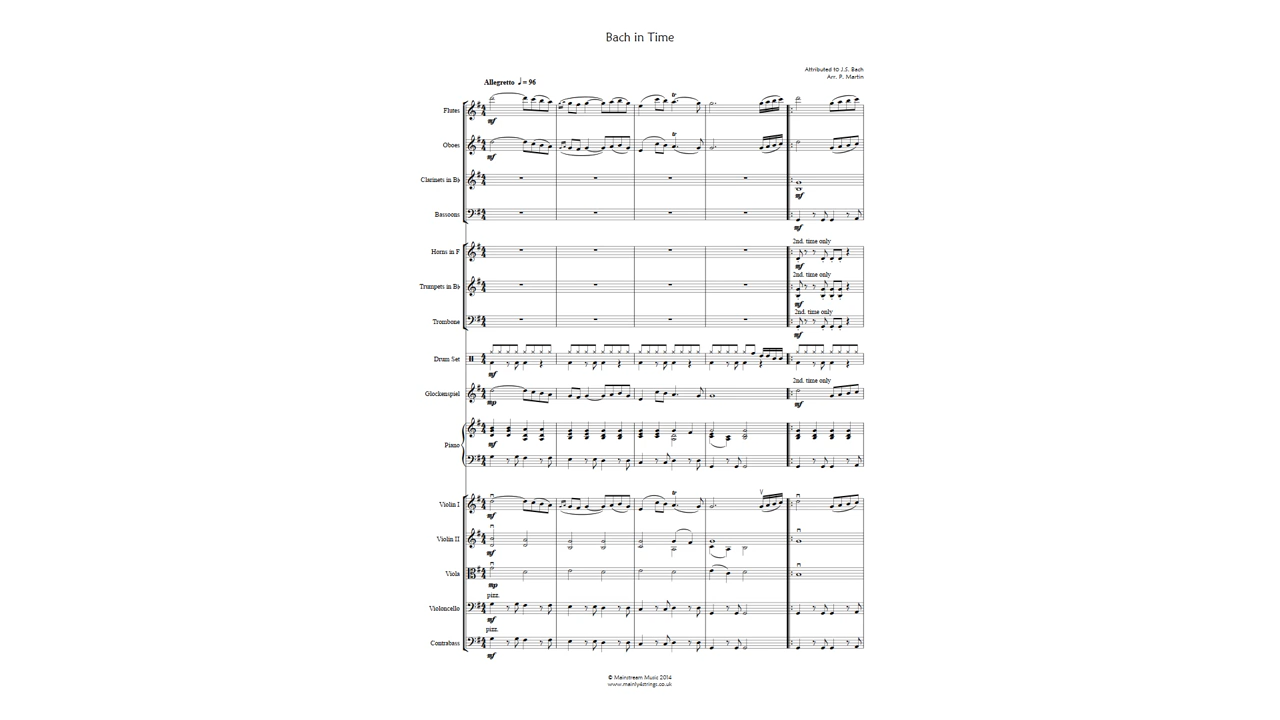 Bach in Time
Attributed to J.S. Bach
Arr. P. Martin
Allegretto ♩= 96
Flutes
mf
Oboes
mf
Clarinets in B♭
mf
Bassoons
mf
2nd. time only
Horns in F
mf
2nd. time only
Trumpets in B♭
mf
2nd. time only
Trombone
mf
Drum Set
mf
2nd. time only
Glockenspiel
mp
mf
Piano
mf
Violin I
mf
Violin II
mf
Viola
mp
pizz.
Violoncello
mf
pizz.
Contrabass
mf
© Mainstream Music 2014
www.mainly4strings.co.uk